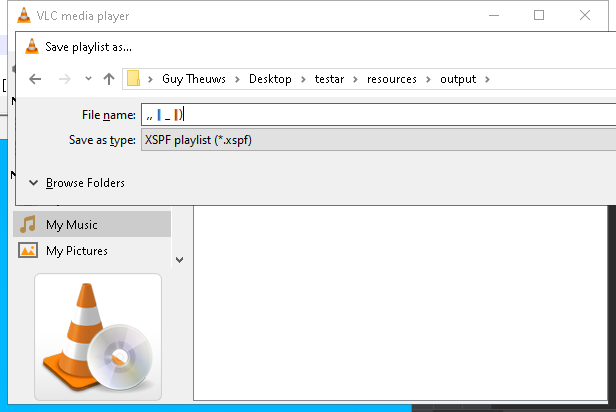 VLC media player
Save playlist as...
Guy Theuws > Desktop > testar > resources > output >
File name:
Save as type: XSPF playlist (*.xspf)
Browse Folders
My Music
My Pictures